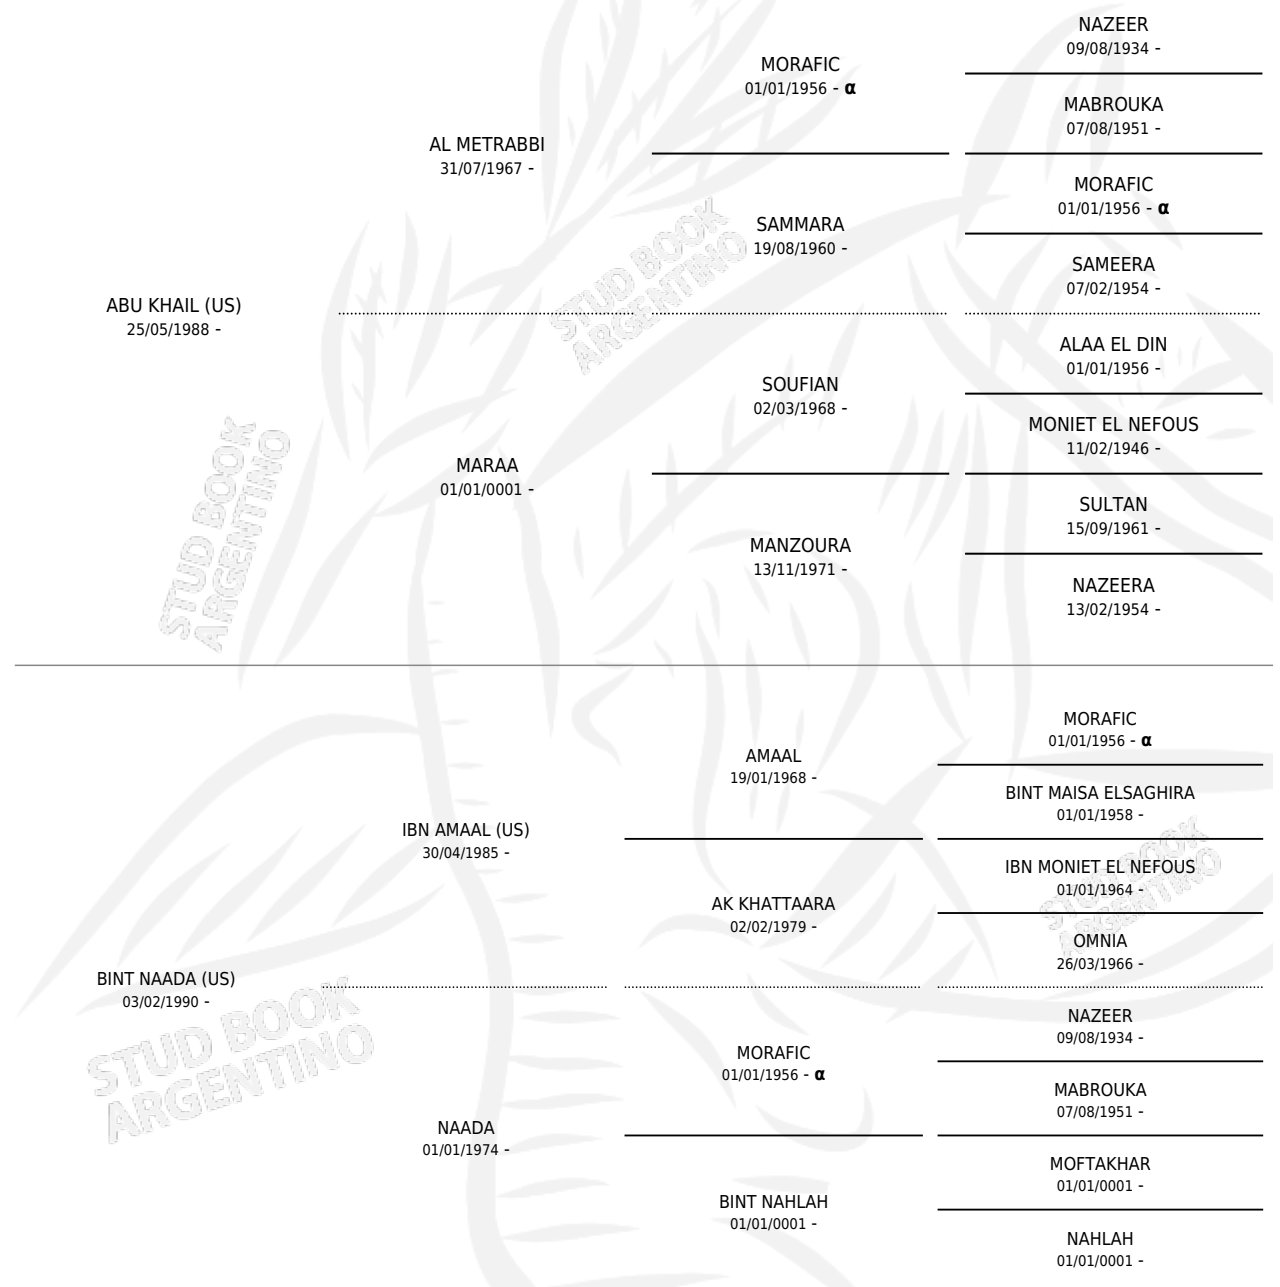 NAZEER
09/08/1934 -
MORAFIC
01/01/1956 - α
MABROUKA
07/08/1951 -
AL METRABBI
31/07/1967 -
MORAFIC
01/01/1956 - α
SAMMARA
19/08/1960 -
SAMEERA
07/02/1954 -
ABU KHAIL (US)
25/05/1988 -
ALAA EL DIN
01/01/1956 -
SOUFIAN
02/03/1968 -
MONIET EL NEFOUS
11/02/1946 -
MARAA
01/01/0001 -
SULTAN
15/09/1961 -
MANZOURA
13/11/1971 -
NAZEERA
13/02/1954 -
STUD BOOK
ARGENTINO
STUD BOOK
ARGENTINO
MORAFIC
01/01/1956 - α
AMAAL
19/01/1968 -
BINT MAISA ELSAGHIRA
01/01/1958 -
IBN AMAAL (US)
30/04/1985 -
IBN MONIET EL NEFOUS
01/01/1964 -
AK KHATTAARA
02/02/1979 -
OMNIA
26/03/1966 -
BINT NAADA (US)
03/02/1990 -
NAZEER
09/08/1934 -
MORAFIC
01/01/1956 - α
MABROUKA
07/08/1951 -
NAADA
01/01/1974 -
MOFTAKHAR
01/01/0001 -
BINT NAHLAH
01/01/0001 -
NAHLAH
01/01/0001 -
STUD BOOK
ARGENTINO
STUD BOOK
ARGENTINO